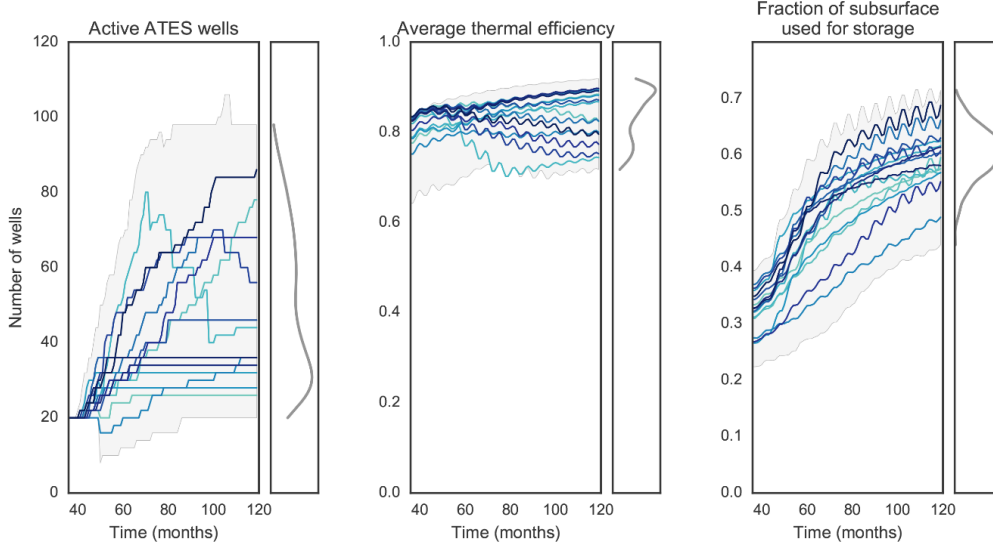 Active ATES wells
Number of wells
120
100
80
60
40
20
0
40 60 80 100 120
Time (months)
Average thermal efficiency
1.0
0.8
0.6
0.4
0.2
0.0
40 60 80 100 120
Time (months)
Fraction of subsurface
used for storage
0.7
0.6
0.5
0.4
0.3
0.2
0.1
0.0
40 60 80 100 120
Time (months)